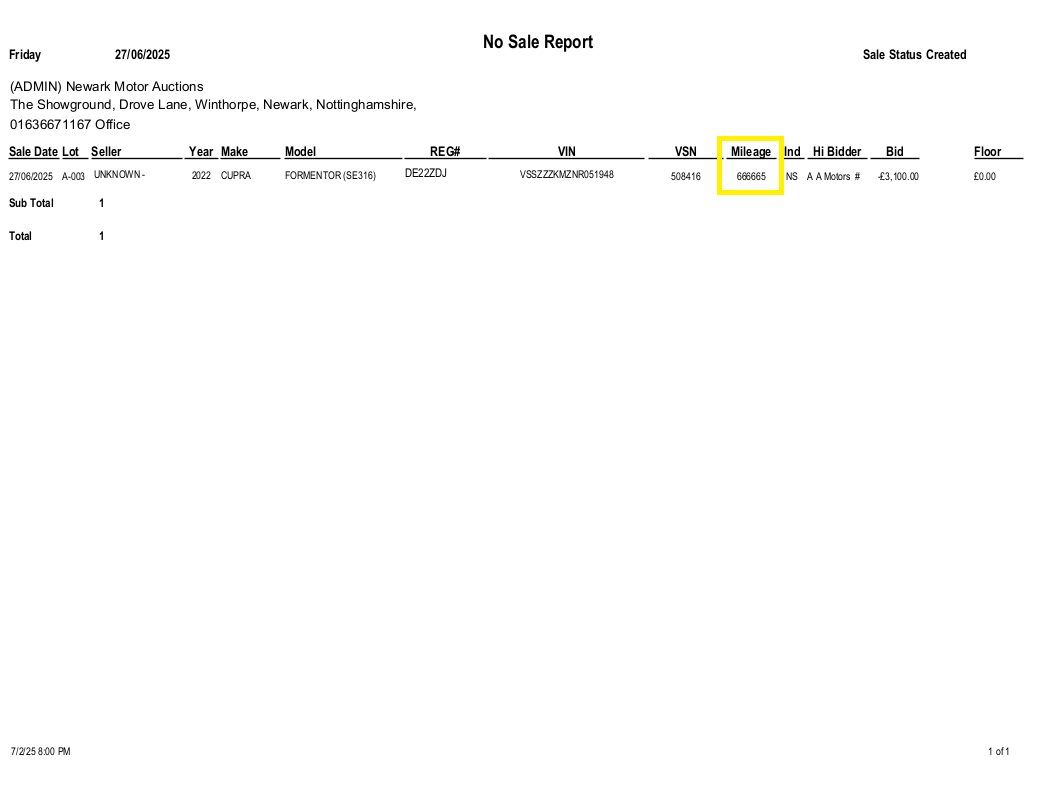 No Sale Report
Friday 27/06/2025 Sale Status Created
(ADMIN) Newark Motor Auctions
The Showground, Drove Lane, Winthorpe, Newark, Nottinghamshire,
01636671167 Office
Sale Date Lot Seller Year Make Model REG# VIN VSN Mileage Ind Hi Bidder Bid Floor
27/06/2025 A-003 UNKNOWN - 2022 CUPRA FORMENTOR (SE316) DE22ZDJ VSSZZZKMZNR051948 508416 666665 NS A A Motors # -£3,100.00 £0.00
Sub Total 1
Total 1
7/2/25 8:00 PM 1 of 1